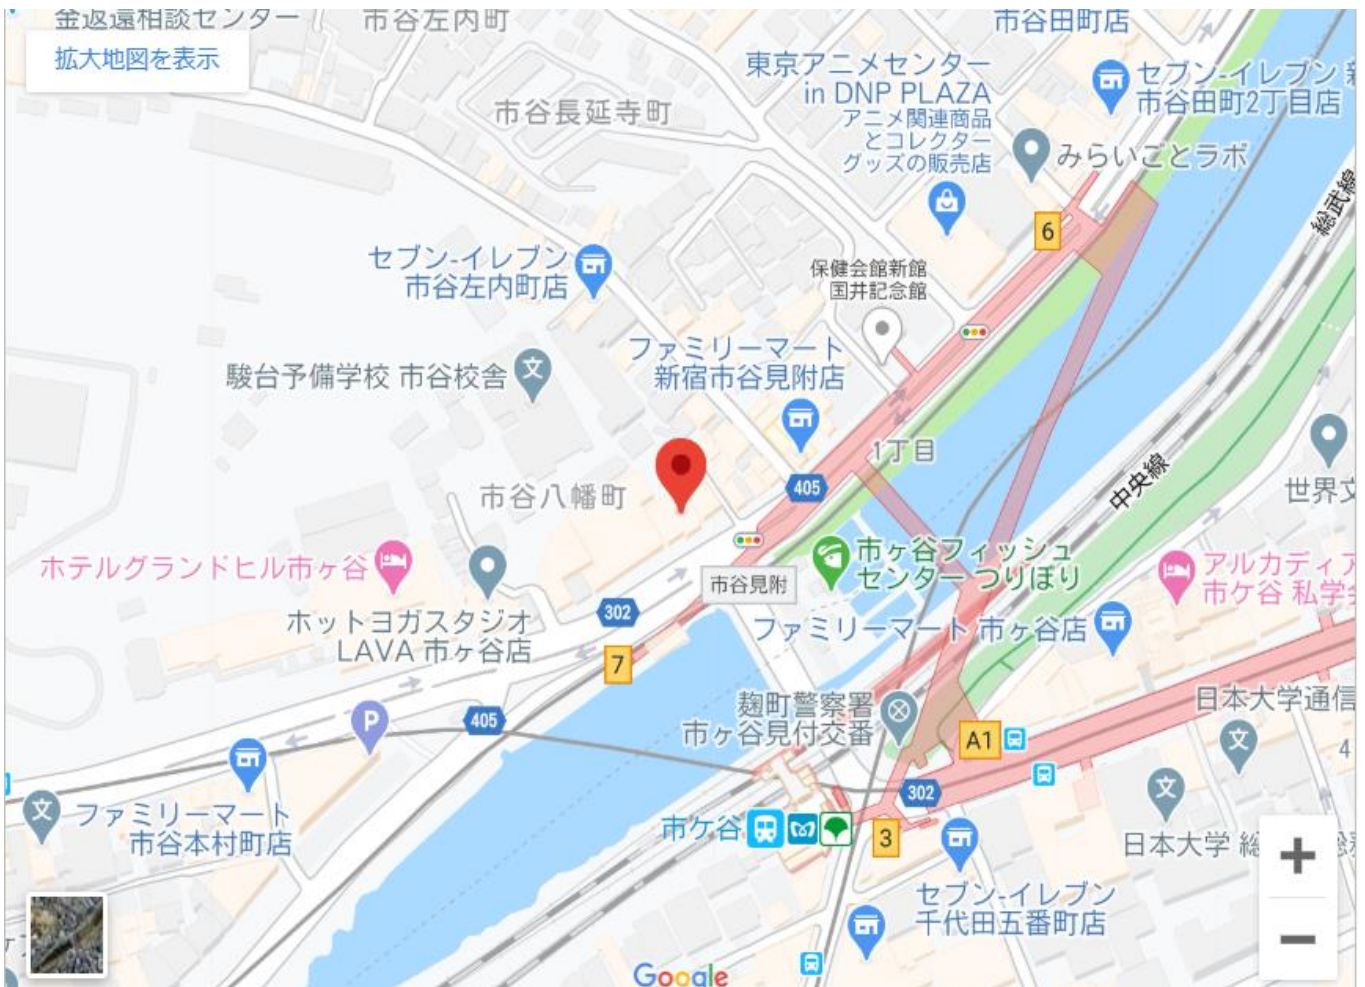 金返還相談センター
市谷左内町
市谷田町店
拡大地図を表示
東京アニメセンター
in DNP PLAZA
アニメ関連商品
とコレクター
グッズの販売店
セブン-イレブン
市谷田町2丁目店
市谷長延寺町
みらいごとラボ
総武線
6
セブン-イレブン
市谷左内町店
保健会館新館
国井記念館
ファミリーマート
新宿市谷見附店
駿台予備学校 市谷校舎
文
1丁目
405
中央線
世界文
市谷八幡町
ホテルグランドヒル市ヶ谷
市ヶ谷フィッシュ
センター つりぼり
アルカディア
市ケ谷 私学会
市谷見附
302
ホットヨガスタジオ
LAVA 市ヶ谷店
ファミリーマート 市ヶ谷店
7
麹町警察署
市ヶ谷見付交番
日本大学通信
P
405
A1
文
4
302
文
文
ファミリーマート
市谷本村町店
市ケ谷
3
日本大学 総
セブン-イレブン
千代田五番町店
Google